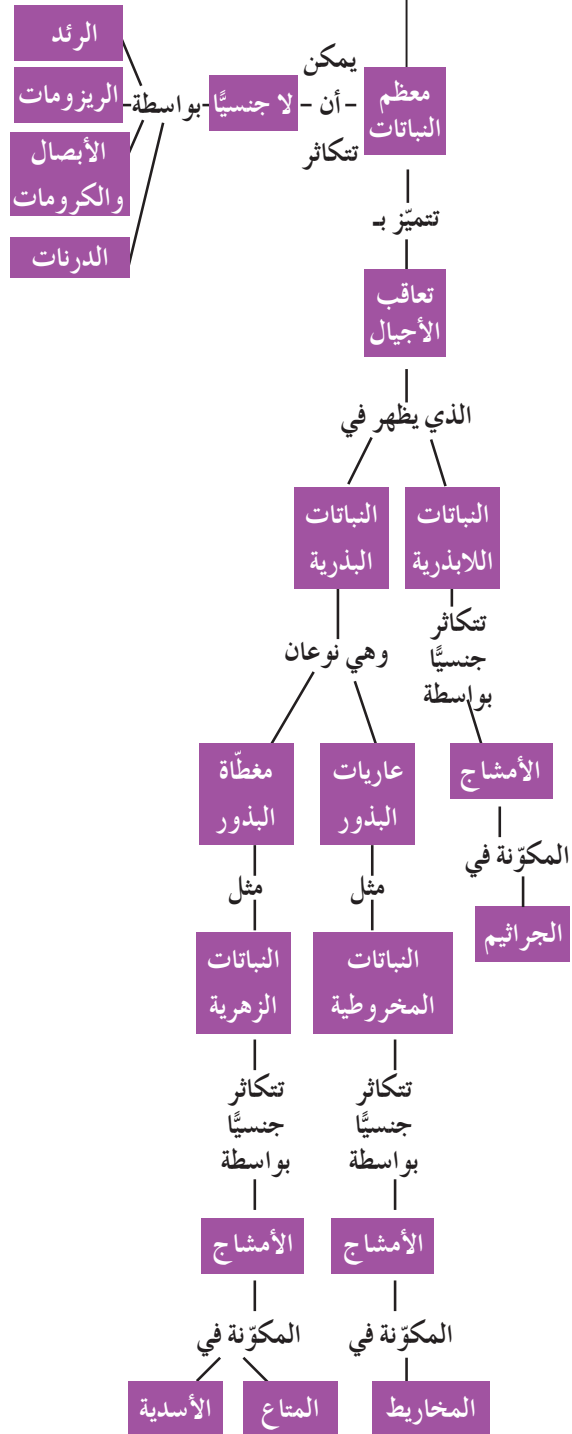 معظم
النباتات
يمكن
أن
تتكاثر
لا جنسيًّا
بواسطة
الرئد
الريزومات
الأبصال
والكرومات
الدرنات
تتميّز بـ
تعاقب
الأجيال
الذي يظهر في
النباتات
اللابذرية
تتكاثر
جنسيًّا
بواسطة
الأمشاج
المكوّنة في
الجراثيم
النباتات
البذرية
وهي نوعان
عاريات
البذور
مثل
النباتات
المخروطية
تتكاثر
جنسيًّا
بواسطة
الأمشاج
المكوّنة في
المخاريط
مغطّاة
البذور
مثل
النباتات
الزهرية
تتكاثر
جنسيًّا
بواسطة
الأمشاج
المكوّنة في
المتاع
الأسدية